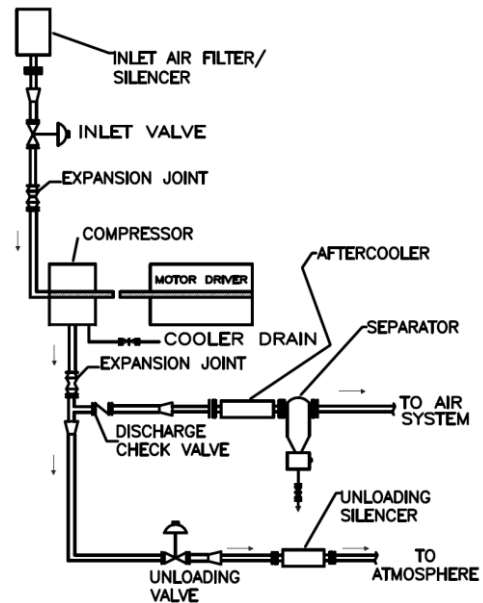 INLET AIR FILTER/
SILENCER
INLET VALVE
EXPANSION JOINT
COMPRESSOR
MOTOR DRIVER
AFTERCOOLER
COOLER DRAIN
SEPARATOR
EXPANSION JOINT
TO AIR
SYSTEM
DISCHARGE
CHECK VALVE
UNLOADING
SILENCER
UNLOADING
VALVE
TO
ATMOSPHERE